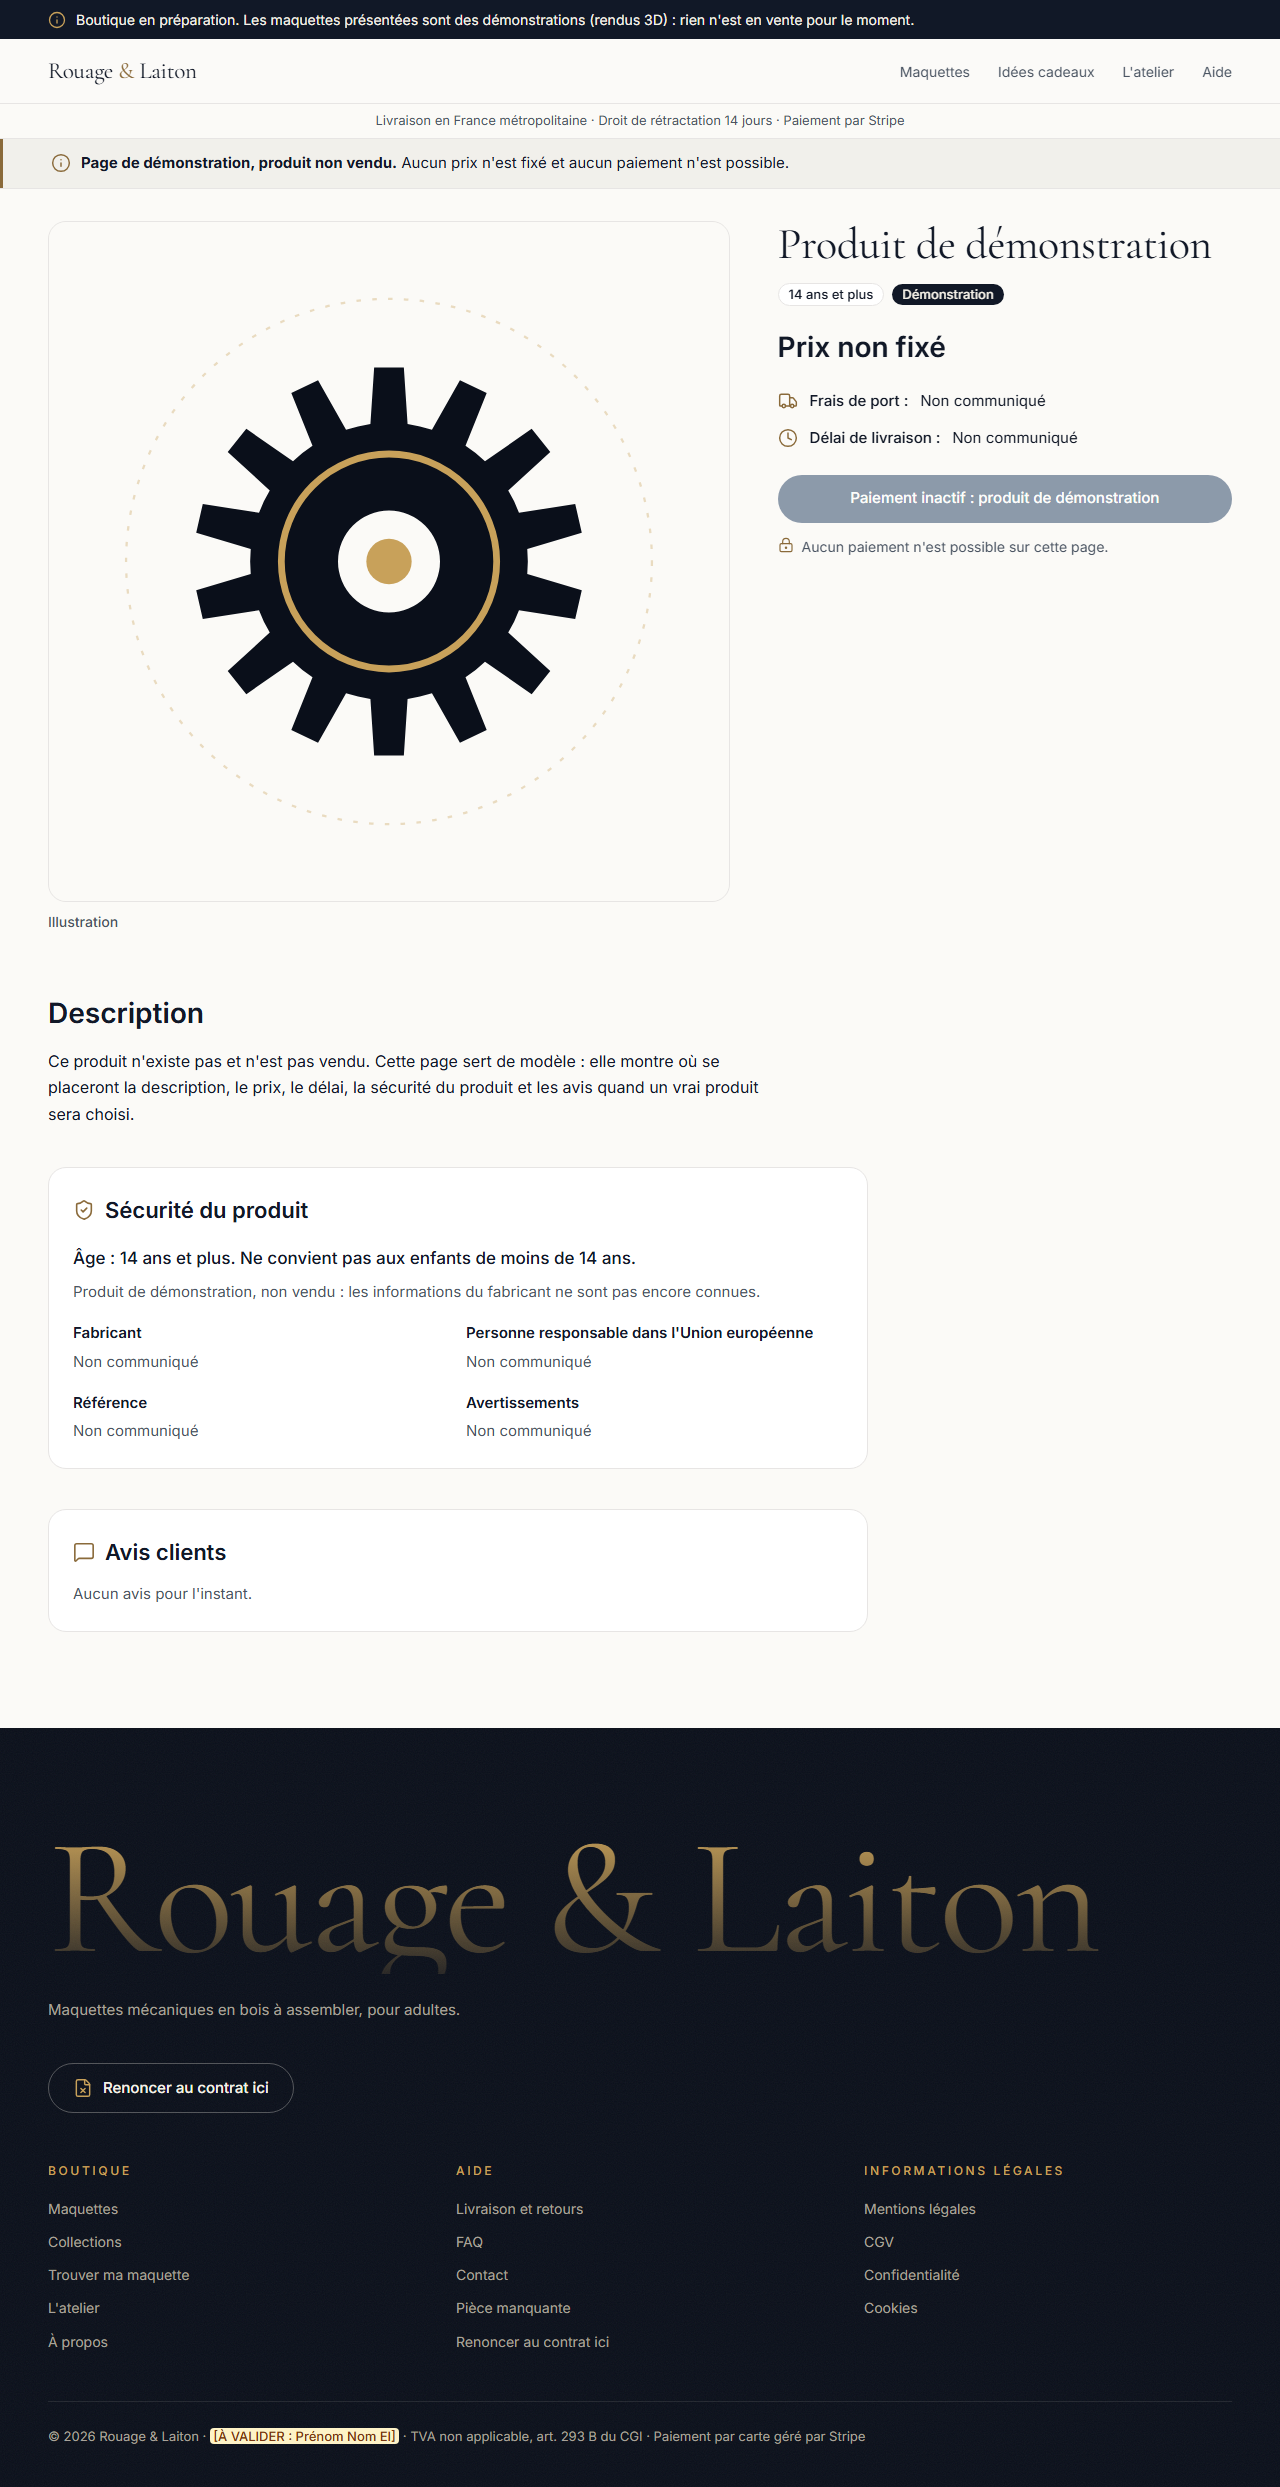 Boutique en préparation. Les maquettes présentées sont des démonstrations (rendus 3D) : rien n'est en vente pour le moment.
Rouage & Laiton
Maquettes
Idées cadeaux
L'atelier
Aide
Livraison en France métropolitaine · Droit de rétractation 14 jours · Paiement par Stripe
Page de démonstration, produit non vendu. Aucun prix n'est fixé et aucun paiement n'est possible.
Produit de démonstration
14 ans et plus
Démonstration
Prix non fixé
Frais de port : Non communiqué
Délai de livraison : Non communiqué
Paiement inactif : produit de démonstration
Aucun paiement n'est possible sur cette page.
Illustration
Description
Ce produit n'existe pas et n'est pas vendu. Cette page sert de modèle : elle montre où se
placeront la description, le prix, le délai, la sécurité du produit et les avis quand un vrai produit
sera choisi.
Sécurité du produit
Âge : 14 ans et plus. Ne convient pas aux enfants de moins de 14 ans.
Produit de démonstration, non vendu : les informations du fabricant ne sont pas encore connues.
Fabricant
Non communiqué
Personne responsable dans l'Union européenne
Non communiqué
Référence
Non communiqué
Avertissements
Non communiqué
Avis clients
Aucun avis pour l'instant.
Rouage & Laiton
Maquettes mécaniques en bois à assembler, pour adultes.
Renoncer au contrat ici
BOUTIQUE
Maquettes
Collections
Trouver ma maquette
L'atelier
À propos
AIDE
Livraison et retours
FAQ
Contact
Pièce manquante
Renoncer au contrat ici
INFORMATIONS LÉGALES
Mentions légales
CGV
Confidentialité
Cookies
© 2026 Rouage & Laiton · [À VALIDER : Prénom Nom EI] · TVA non applicable, art. 293 B du CGI · Paiement par carte géré par Stripe